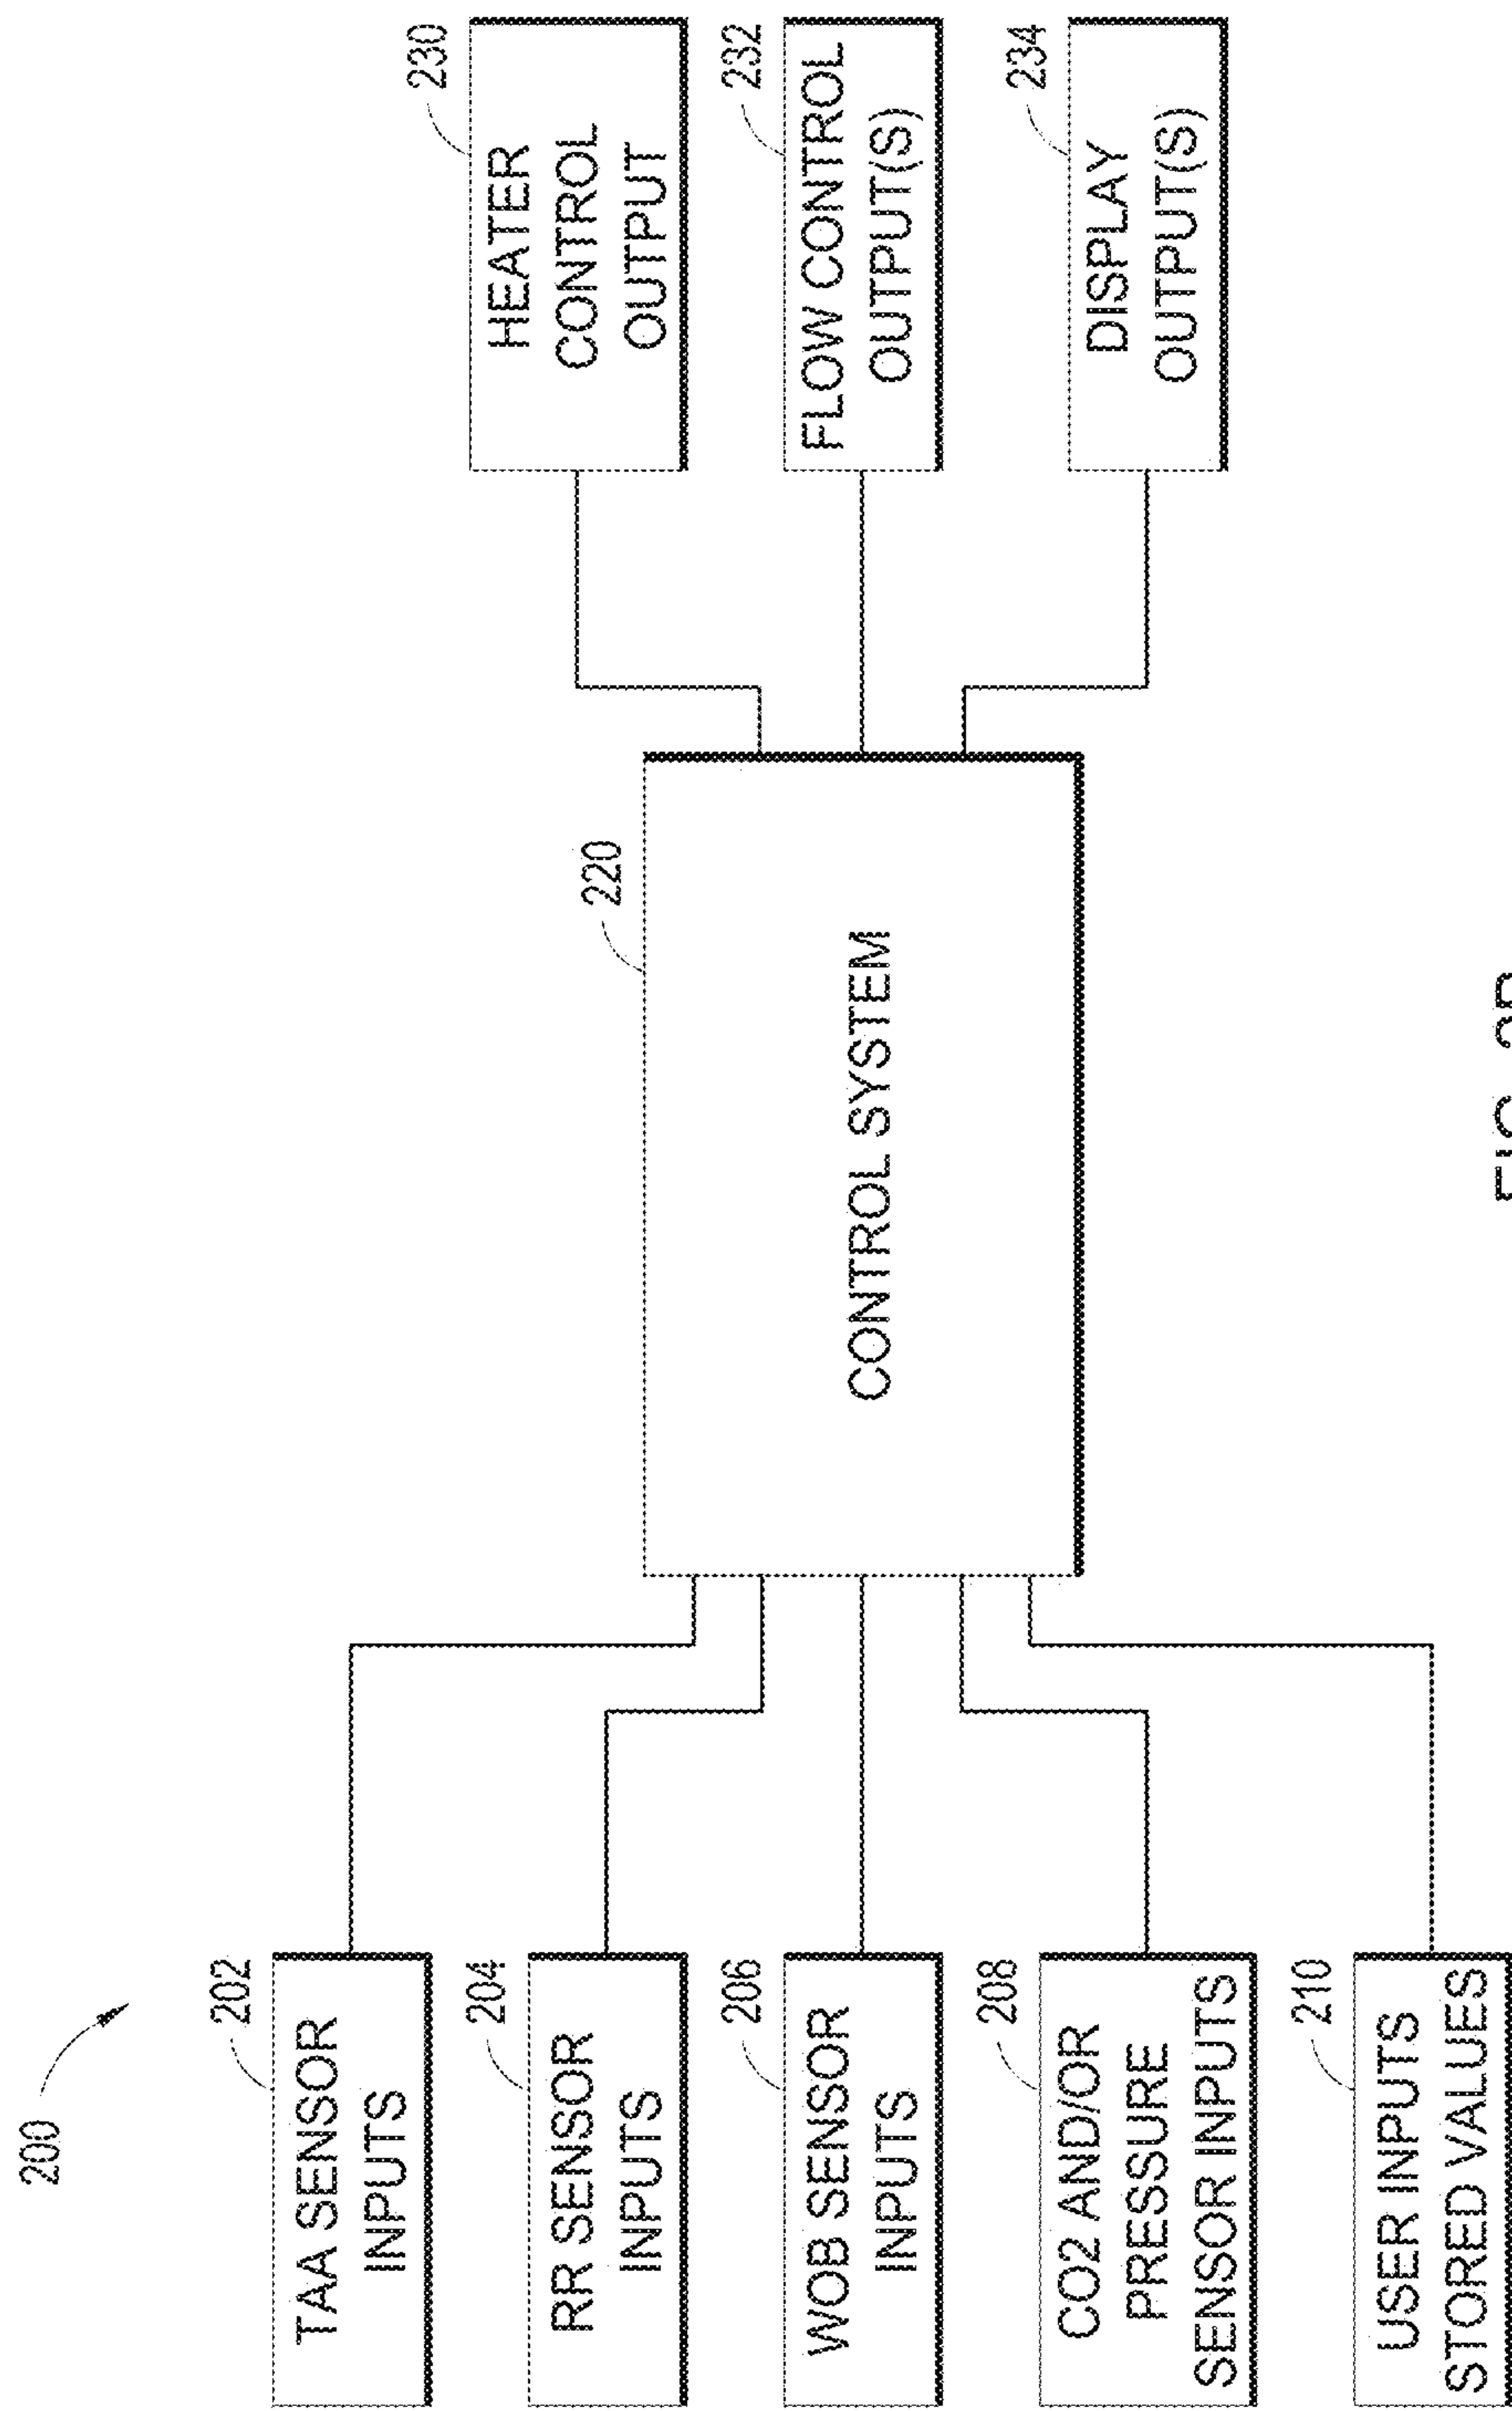 200
202
TAA SENSOR
INPUTS
204
RR SENSOR
INPUTS
206
WOB SENSOR
INPUTS
208
CO2 AND/OR
PRESSURE
SENSOR INPUTS
210
USER INPUTS
STORED VALUES
220
CONTROL SYSTEM
230
HEATER
CONTROL
OUTPUT
232
FLOW CONTROL
OUTPUT(S)
234
DISPLAY
OUTPUT(S)
FIG.